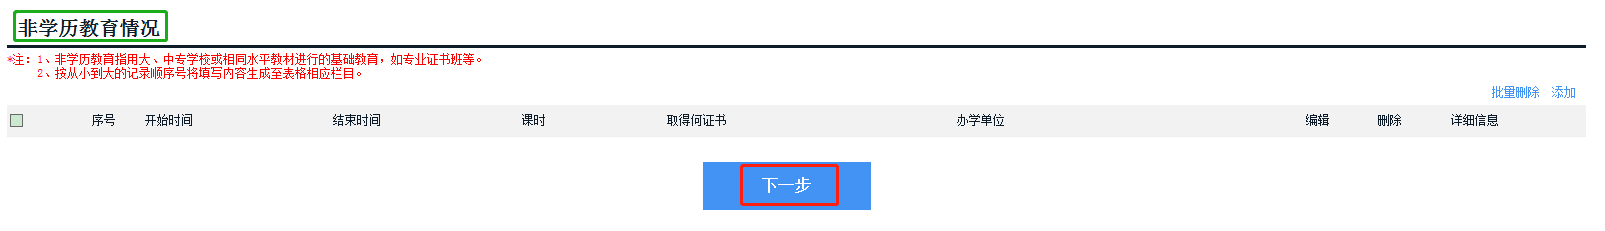 非学历教育情况
*注：1、非学历教育指用大、中专学校或相同水平教材进行的基础教育，如专业证书班等。
2、按从小到大的记录顺序号将填写内容生成至表格相应栏目。
批量删除 添加
序号 开始时间 结束时间 课时 取得何证书 办学单位 编辑 删除 详细信息
下一步